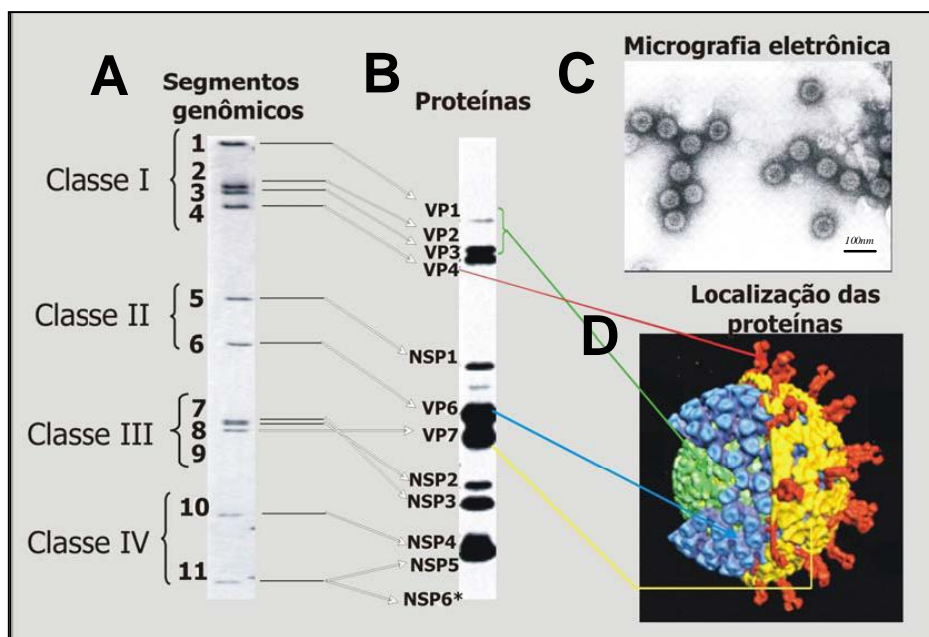 A
Segmentos
genômicos
1
2
3
4
5
6
7
8
9
10
11
Classe I
Classe II
Classe III
Classe IV
B
Proteínas
VP1
VP2
VP3
VP4
NSP1
VP6
VP7
NSP2
NSP3
NSP4
NSP5
NSP6*
C
Micrografia eletrônica
100nm
D
Localização das
proteínas